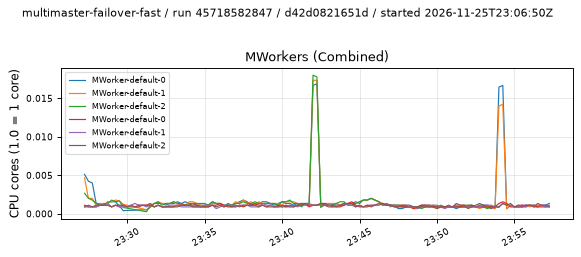 multimaster-failover-fast / run 45718582847 / d42d0821651d / started 2026-11-25T23:06:50Z
MWorkers (Combined)
CPU cores (1.0 = 1 core)
0.015
0.010
0.005
0.000
MWorker-default-0
MWorker-default-1
MWorker-default-2
MWorker-default-0
MWorker-default-1
MWorker-default-2
23:30
23:35
23:40
23:45
23:50
23:55